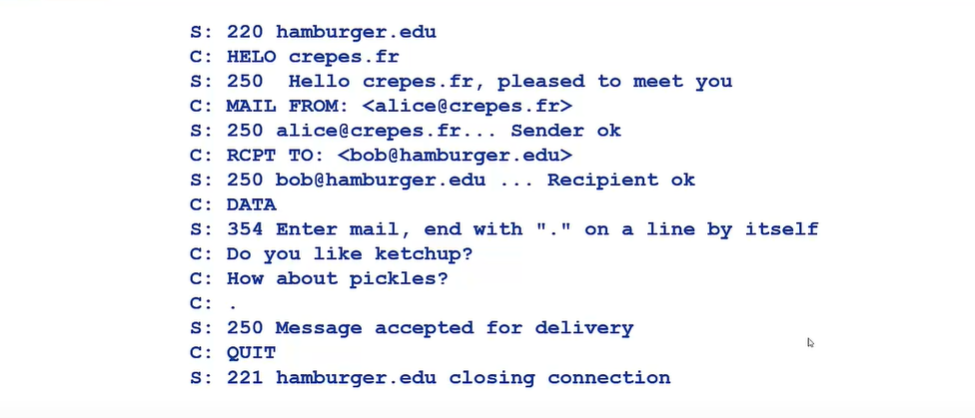 S: 220 hamburger.edu
C: HELO crepes.fr
S: 250  Hello crepes.fr, pleased to meet you
C: MAIL FROM: <alice@crepes.fr>
S: 250 alice@crepes.fr... Sender ok
C: RCPT TO: <bob@hamburger.edu>
S: 250 bob@hamburger.edu ... Recipient ok
C: DATA
S: 354 Enter mail, end with "." on a line by itself
C: Do you like ketchup?
C: How about pickles?
C: .
S: 250 Message accepted for delivery
C: QUIT
S: 221 hamburger.edu closing connection